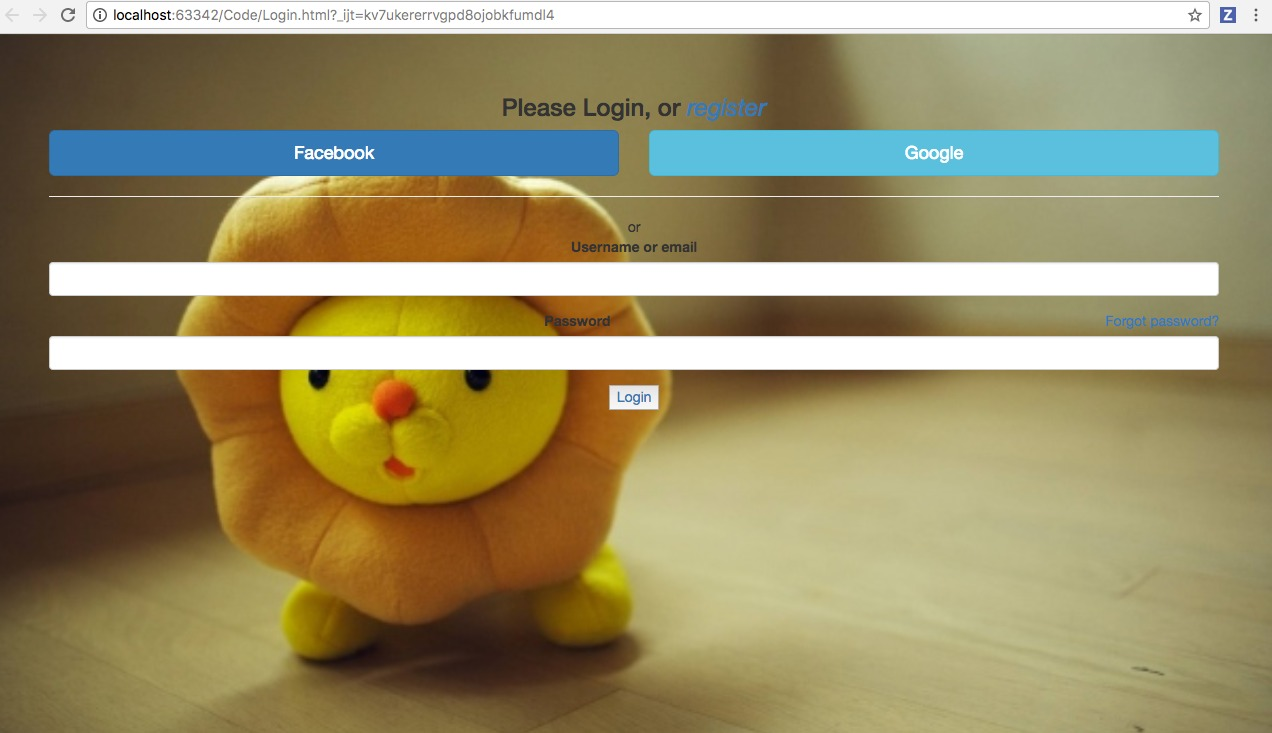 localhost:63342/Code/Login.html?_ijt=kv7ukererrvgpd8ojobkfumdl4
Z
Please Login, or register
Facebook
Google
or
Username or email
Password
Forgot password?
Login